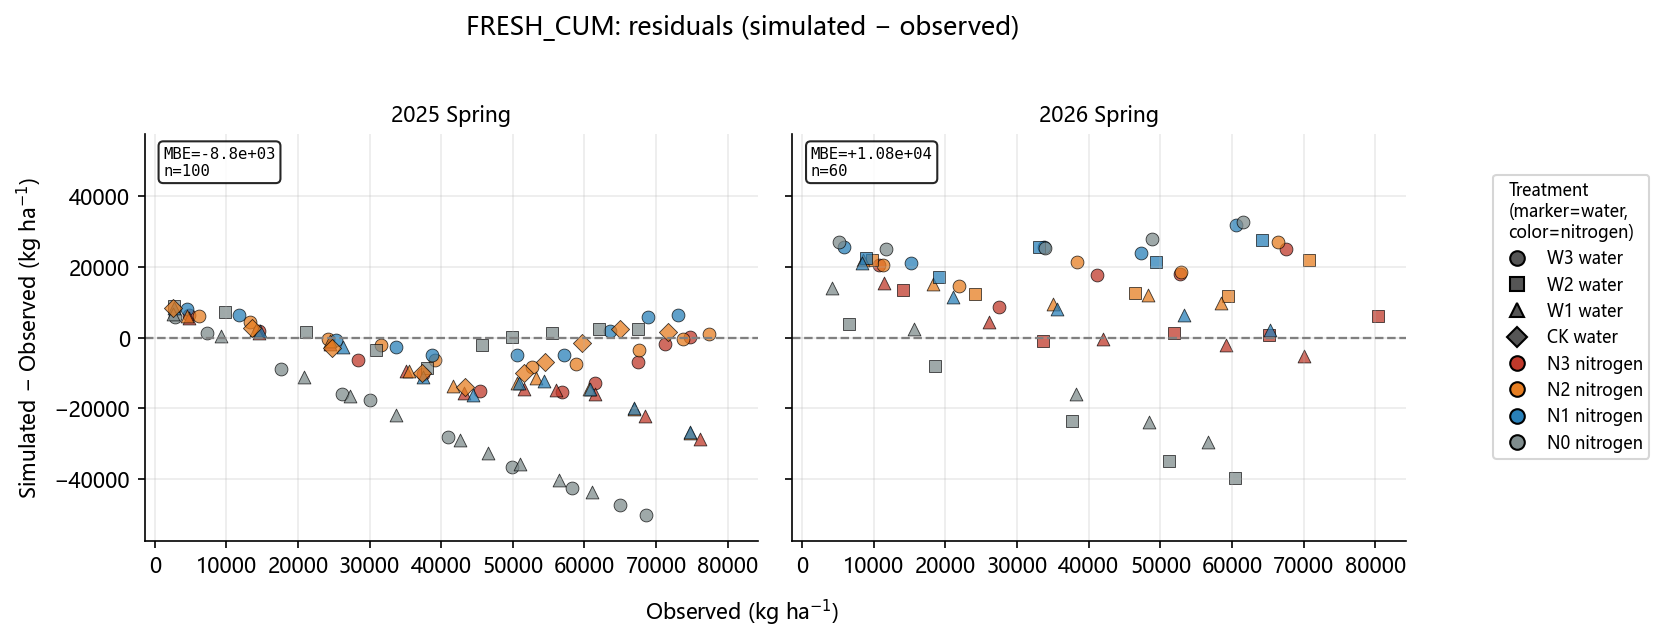 FRESH_CUM: residuals (simulated − observed)
2025 Spring
2026 Spring
MBE=-8.8e+03
n=100
MBE=+1.08e+04
n=60
Simulated − Observed (kg ha⁻¹)
40000
20000
0
−20000
−40000
0 10000 20000 30000 40000 50000 60000 70000 80000
0 10000 20000 30000 40000 50000 60000 70000 80000
Observed (kg ha⁻¹)
Treatment
(marker=water,
color=nitrogen)
W3 water
W2 water
W1 water
CK water
N3 nitrogen
N2 nitrogen
N1 nitrogen
N0 nitrogen